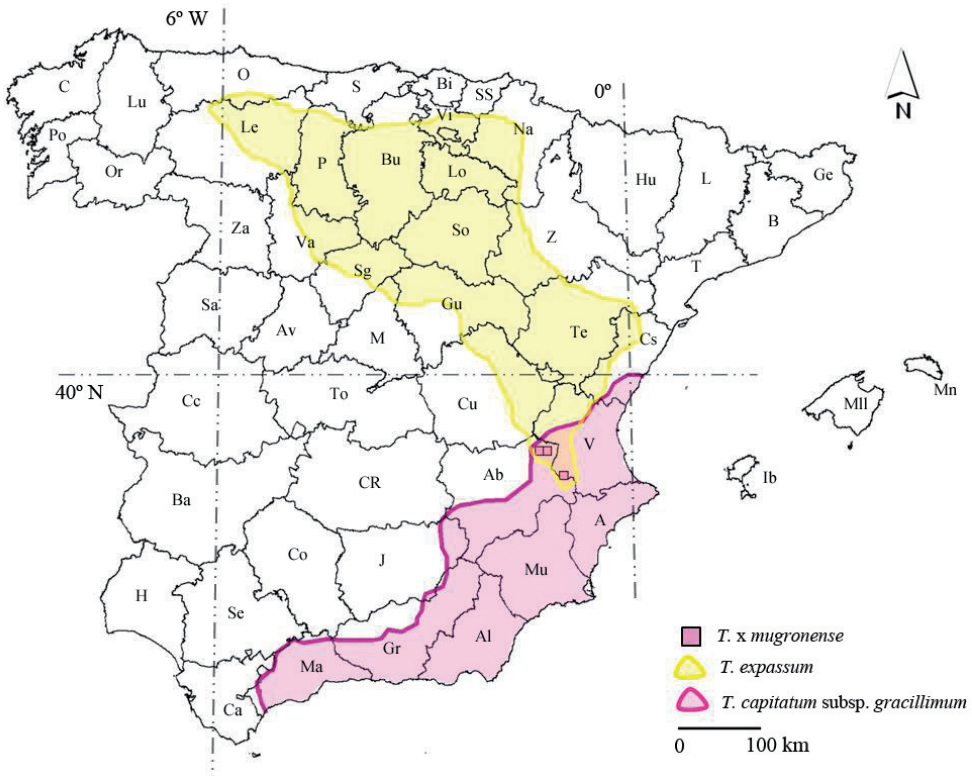 6º W
N
C
Lu
O
S
Bi
SS
0º
Po
Le
Vi
Na
Or
P
Bu
Lo
Hu
L
Ge
B
Za
Va
So
Z
T
Sg
Sa
Gu
Av
M
Te
Cs
40º N
Cc
To
Cu
Mll
Mn
V
Ib
Ba
CR
Ab
A
Co
J
Mu
H
Se
Al
Gr
Ma
Ca
T. x mugronense
T. expassum
T. capitatum subsp. gracillimum
0 100 km